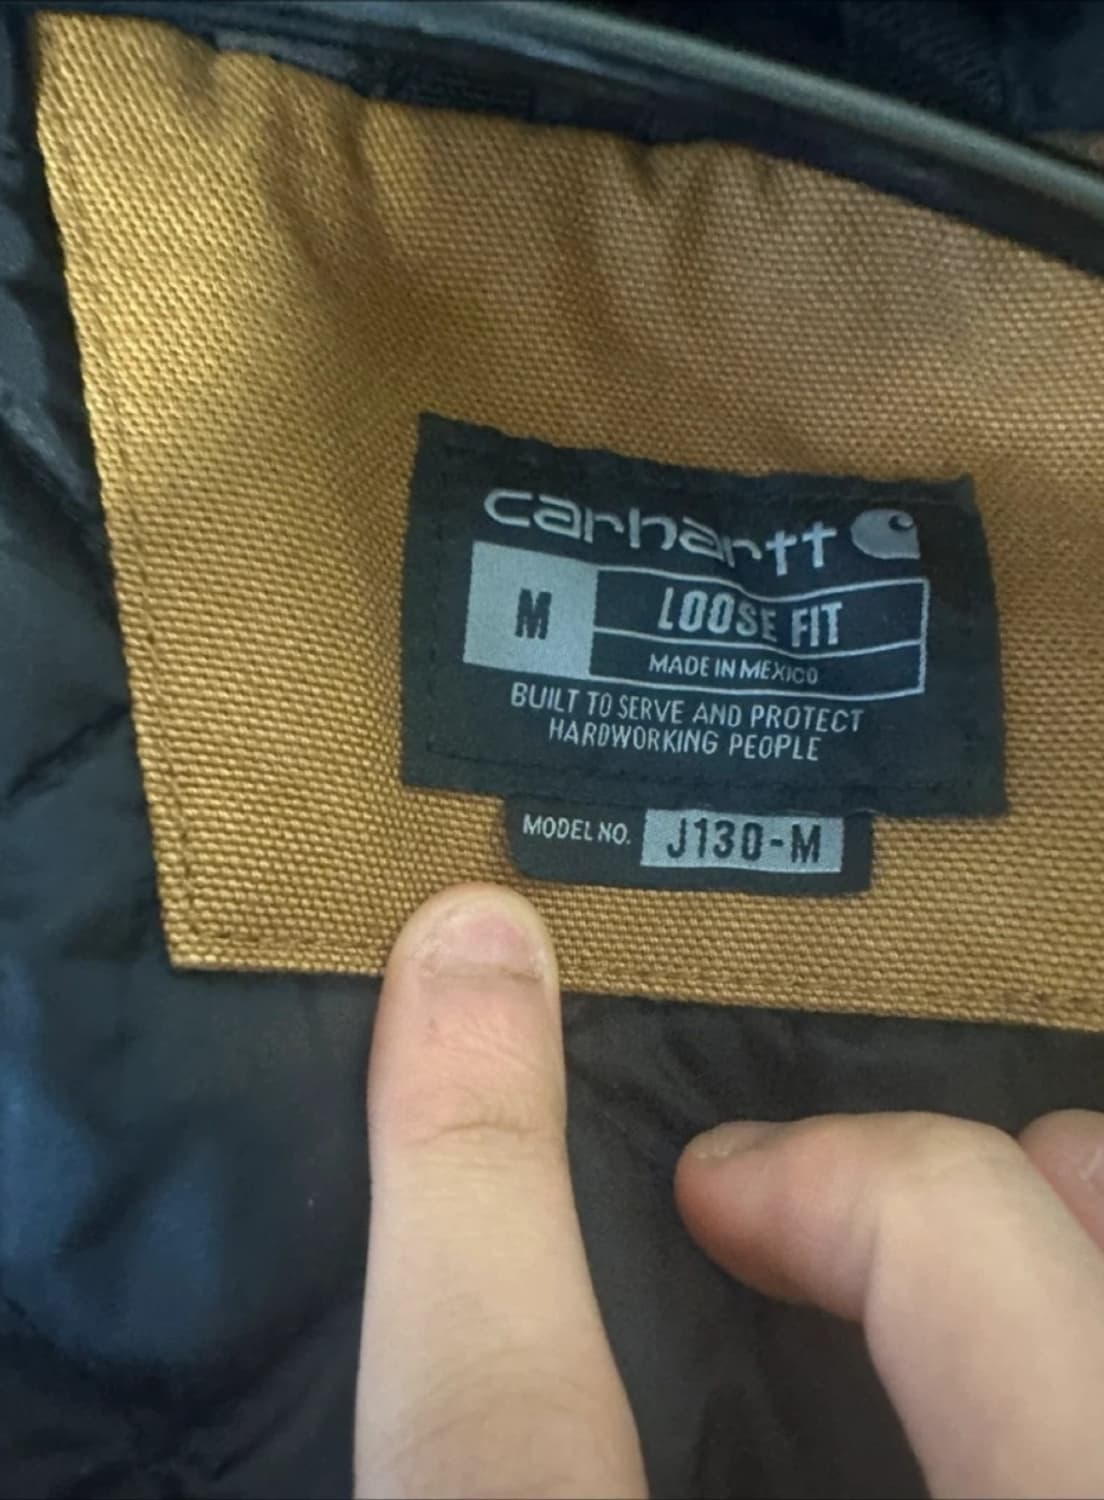 carhartt
M
LOOSE FIT
MADE IN MEXICO
BUILT TO SERVE AND PROTECT
HARDWORKING PEOPLE
MODEL NO. J130-M